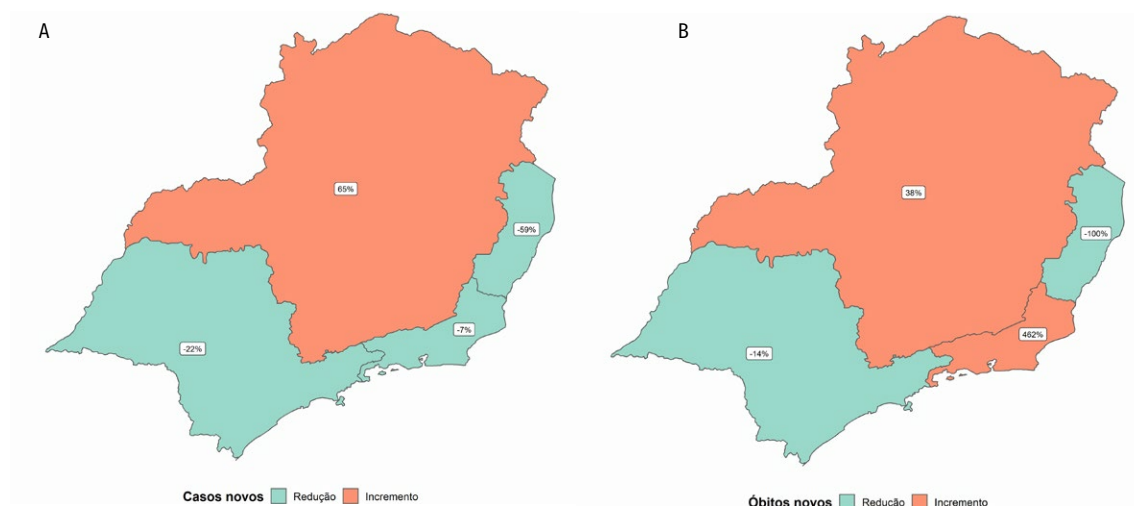 A
B
65%
38%
-59%
-100%
-7%
462%
-22%
-14%
Casos novos Redução Incremento
Óbitos novos Redução Incremento